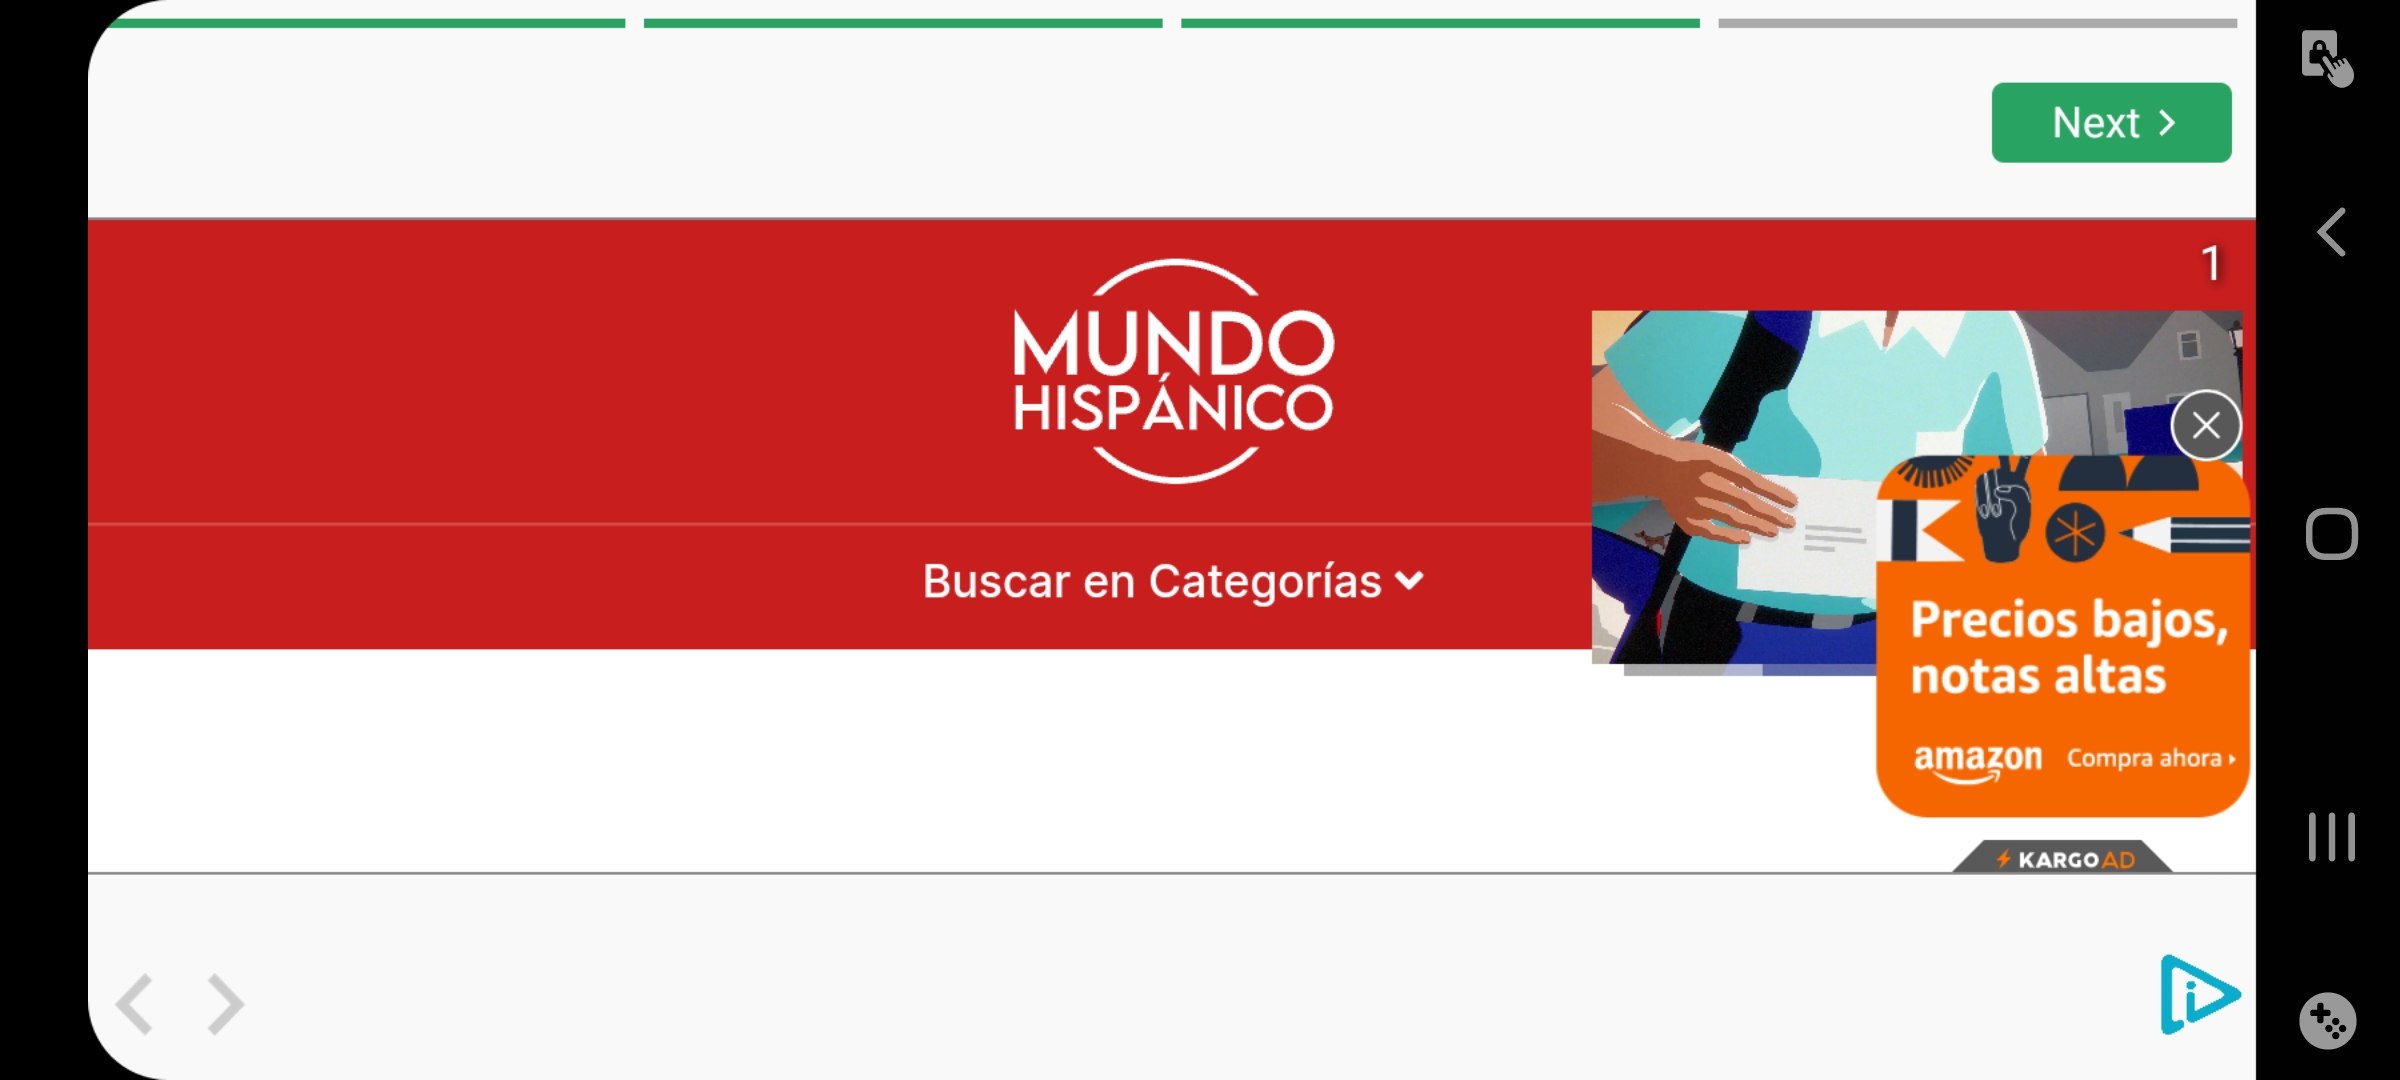 Next
1
MUNDO
HISPÁNICO
Buscar en Categorías
Precios bajos,
notas altas
amazon Compra ahora
KARGO AD